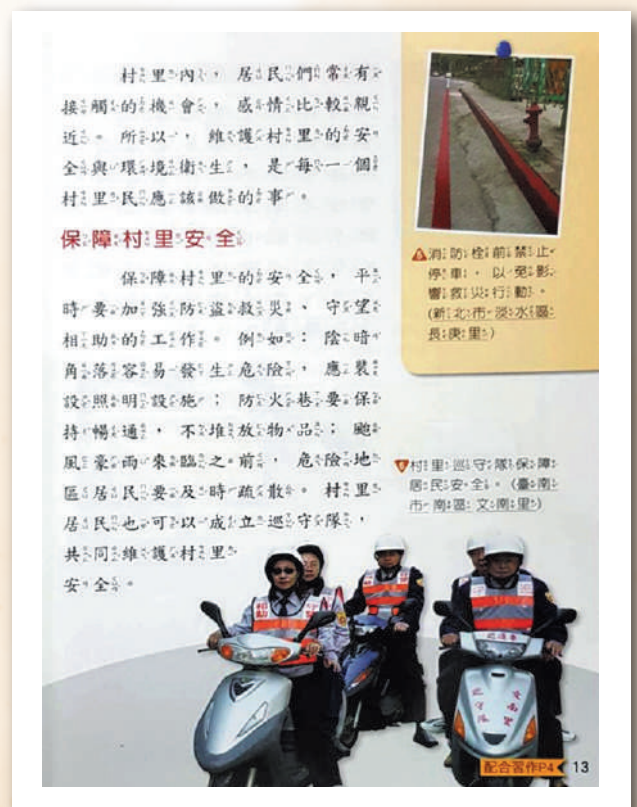 村里內，居民們常有
接觸的機會，感情比較親
近。所以，維護村里的安
全與環境衛生，是每一個
村里民應該做的事。
保障村里安全
保障村里的安全，平
時要加強防盜救災、守望
相助的工作。例如：陰暗
角落容易發生危險，應裝
設照明設施；防火巷要保
持暢通，不堆放物品；颱
風豪雨來臨之前，危險地
區居民要及時疏散。村里
居民也可以成立巡守隊，
共同維護村里
安全。
5消防栓前禁止
停車，以免影
響救災行動。
(新北市淡水區
長庚里)
6村里巡守隊保障
居民安全。(臺南
市南區文南里)
文南里
巡守隊
配合習作P4 13